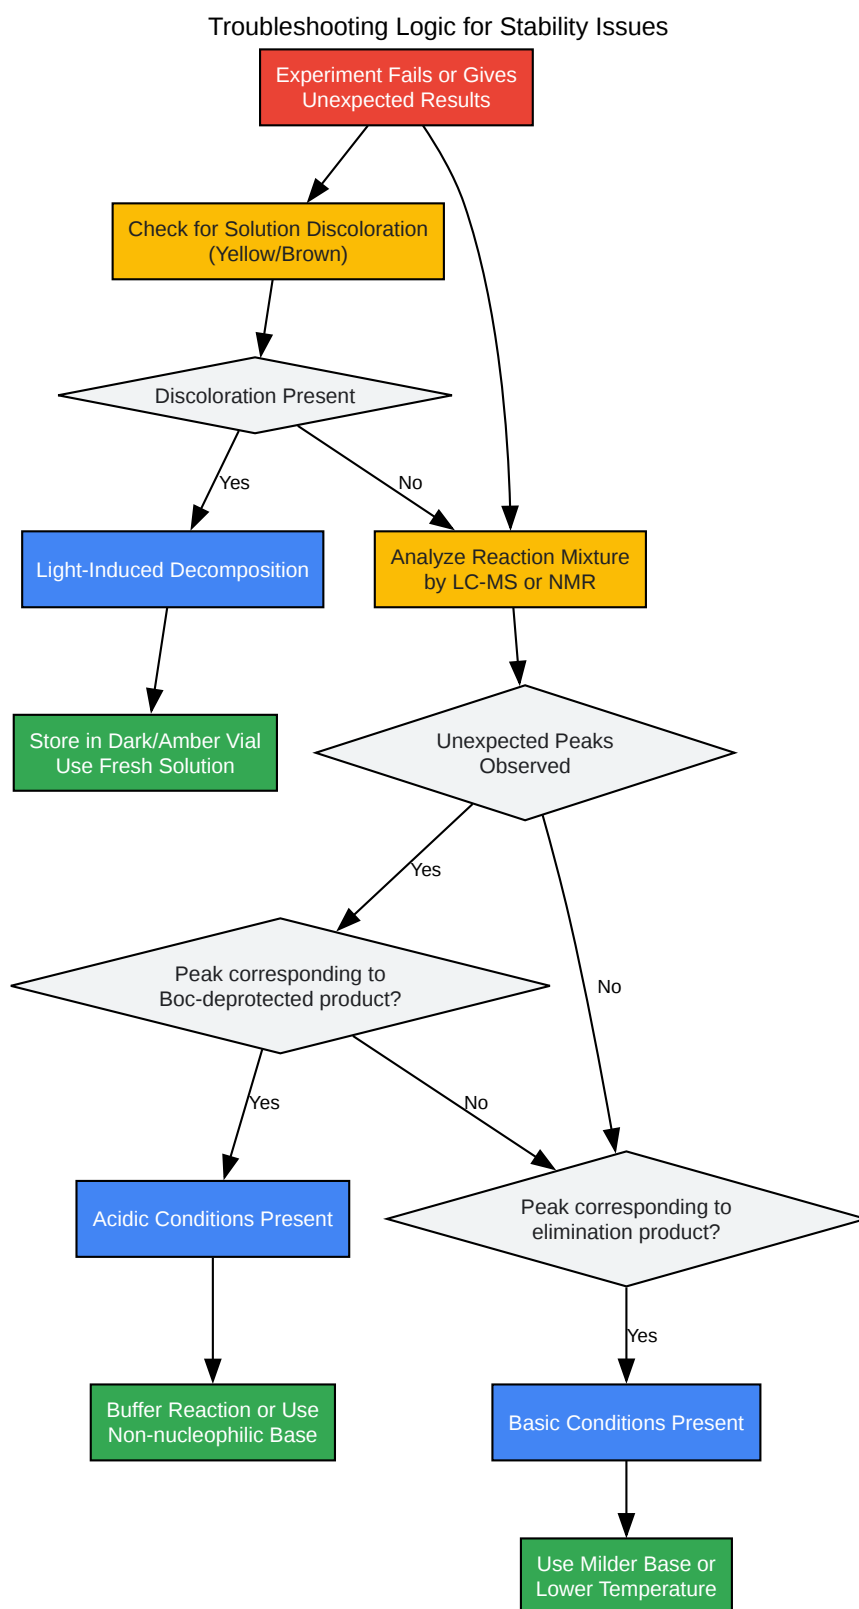 Troubleshooting Logic for Stability Issues
Experiment Fails or Gives
Unexpected Results
Check for Solution Discoloration
(Yellow/Brown)
Discoloration Present
Yes
No
Light-Induced Decomposition
Analyze Reaction Mixture
by LC-MS or NMR
Store in Dark/Amber Vial
Use Fresh Solution
Unexpected Peaks
Observed
Yes
No
Peak corresponding to
Boc-deprotected product?
Yes
No
Acidic Conditions Present
Peak corresponding to
elimination product?
Yes
Buffer Reaction or Use
Non-nucleophilic Base
Basic Conditions Present
Use Milder Base or
Lower Temperature